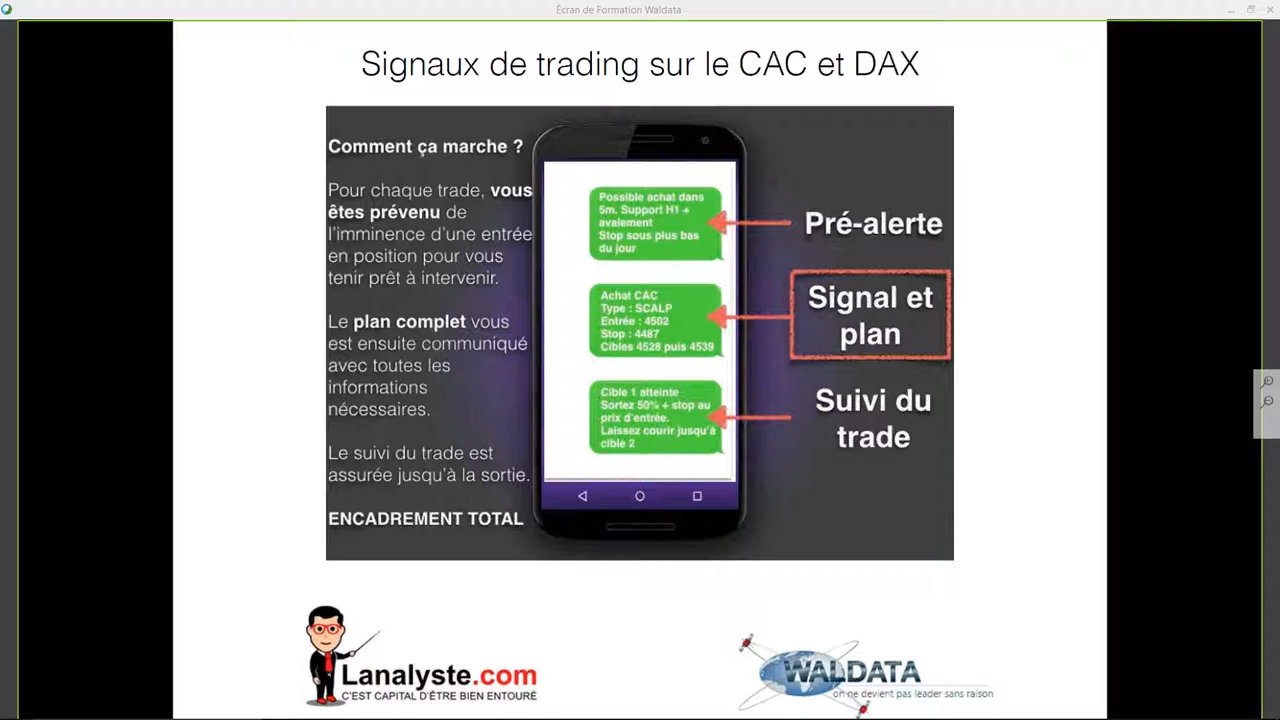 Écran de Formation Waldata
Signaux de trading sur le CAC et DAX
Comment ça marche ?
Pour chaque trade, vous
êtes prévenu de
l'imminence d'une entrée
en position pour vous
tenir prêt à intervenir.
Le plan complet vous
est ensuite communiqué
avec toutes les
informations
nécessaires.
Le suivi du trade est
assurée jusqu'à la sortie.
ENCADREMENT TOTAL
Possible achat dans
5m. Support H1 +
avalement
Stop sous plus bas
du jour
Achat CAC
Type : SCALP
Entrée : 4502
Stop : 4487
Cibles 4528 puis 4539
Cible 1 atteinte
Sortez 50% + stop au
prix d'entrée.
Laissez courir jusqu'à
cible 2
Pré-alerte
Signal et
plan
Suivi du
trade
Lanalyste.com
C'EST CAPITAL D'ÊTRE BIEN ENTOURÉ
WALDATA
on ne devient pas leader sans raison